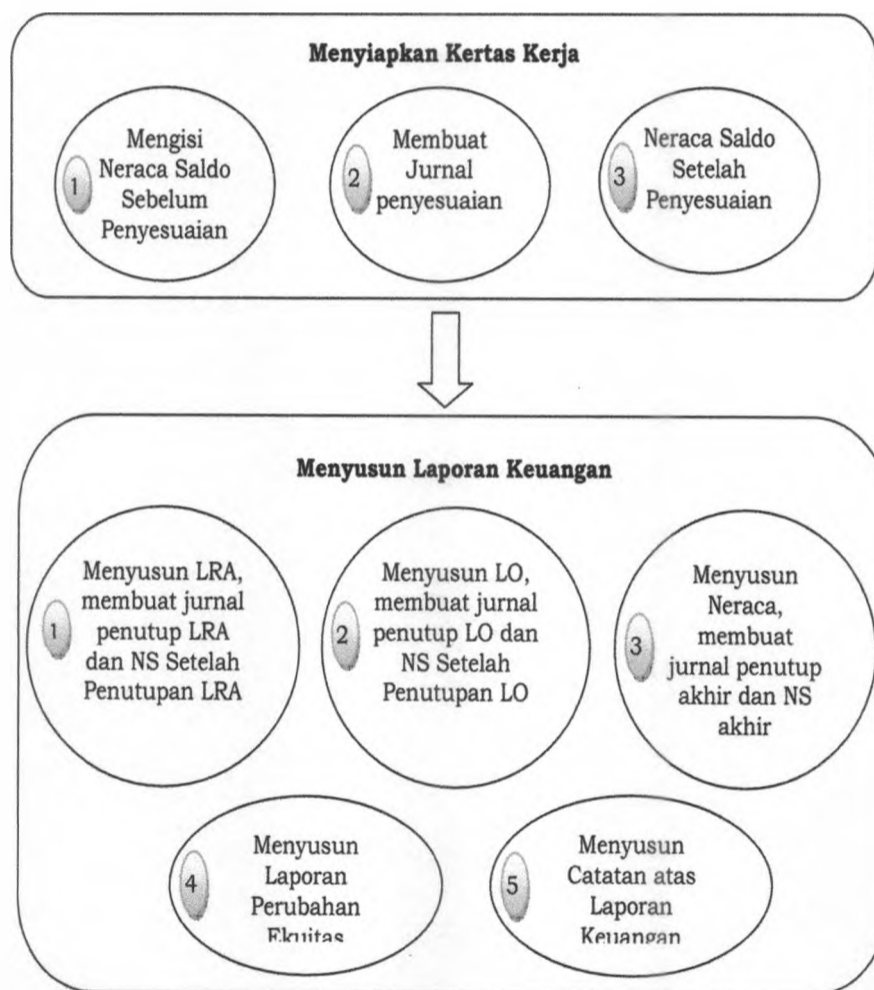 Menyiapkan Kertas Kerja
1
Mengisi
Neraca Saldo
Sebelum
Penyesuaian
2
Membuat
Jurnal
penyesuaian
3
Neraca Saldo
Setelah
Penyesuaian
Menyusun Laporan Keuangan
1
Menyusun LRA,
membuat jurnal
penutup LRA
dan NS Setelah
Penutupan LRA
2
Menyusun LO,
membuat jurnal
penutup LO dan
NS Setelah
Penutupan LO
3
Menyusun
Neraca,
membuat
jurnal penutup
akhir dan NS
akhir
4
Menyusun
Laporan
Perubahan
Ekuitas
5
Menyusun
Catatan atas
Laporan
Keuangan